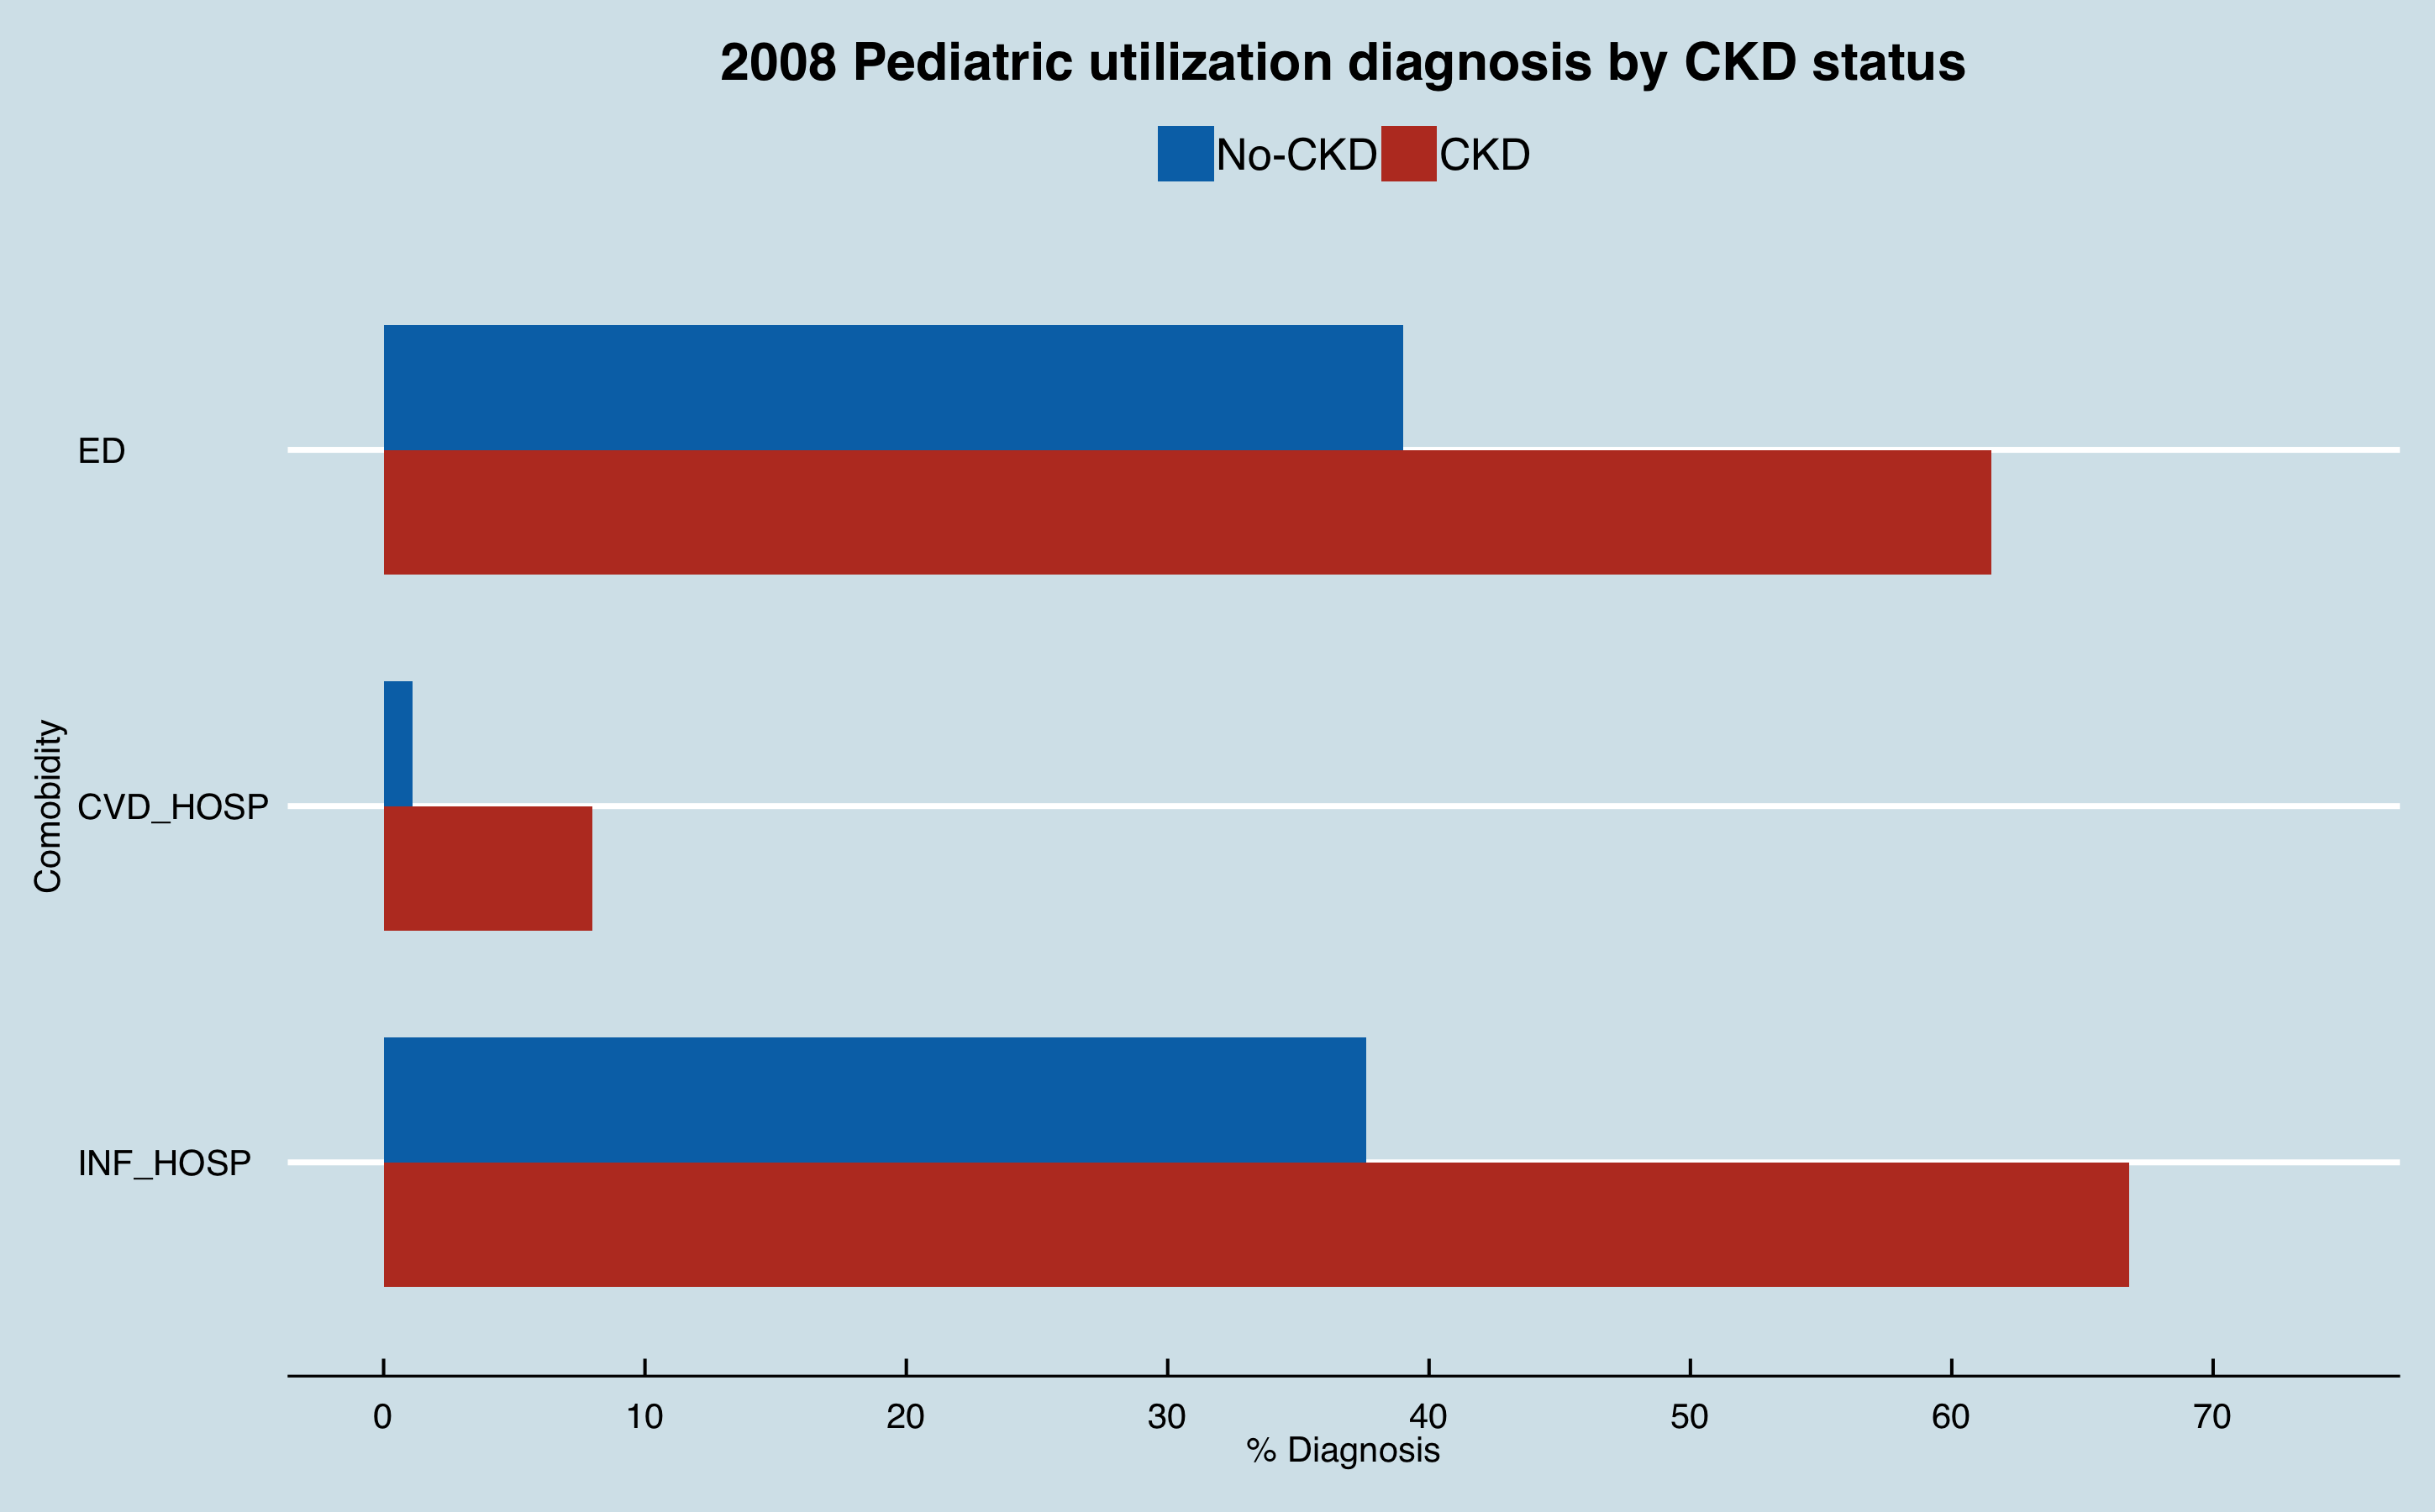 2008 Pediatric utilization diagnosis by CKD status
No-CKD CKD
ED
CVD_HOSP
INF_HOSP
Comobidity
0 10 20 30 40 50 60 70
% Diagnosis